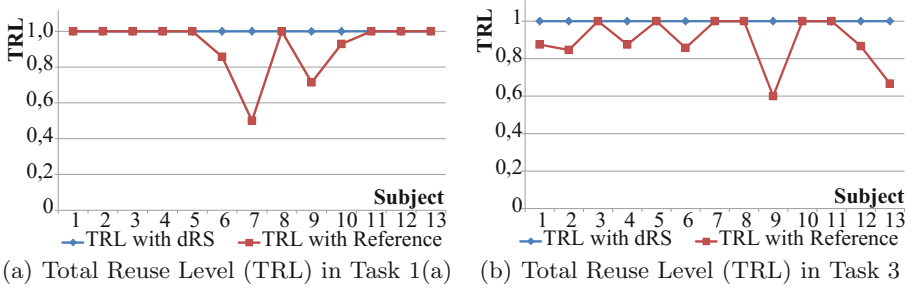 TRL
1,0
0,8
0,6
0,4
0,2
0
Subject
1 2 3 4 5 6 7 8 9 10 11 12 13
TRL with dRS TRL with Reference
(a) Total Reuse Level (TRL) in Task 1(a)
TRL
1
0,8
0,6
0,4
0,2
0
Subject
1 2 3 4 5 6 7 8 9 10 11 12 13
TRL with dRS TRL with Reference
(b) Total Reuse Level (TRL) in Task 3